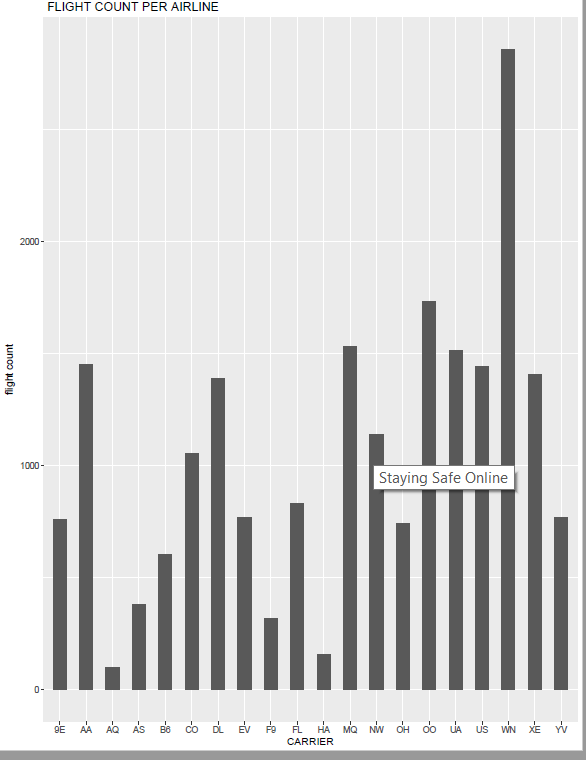 FLIGHT COUNT PER AIRLINE
flight count
2000
1000
0
Staying Safe Online
9E AA AQ AS B6 CO DL EV F9 FL HA MQ NW OH OO UA US WN XE YV
CARRIER